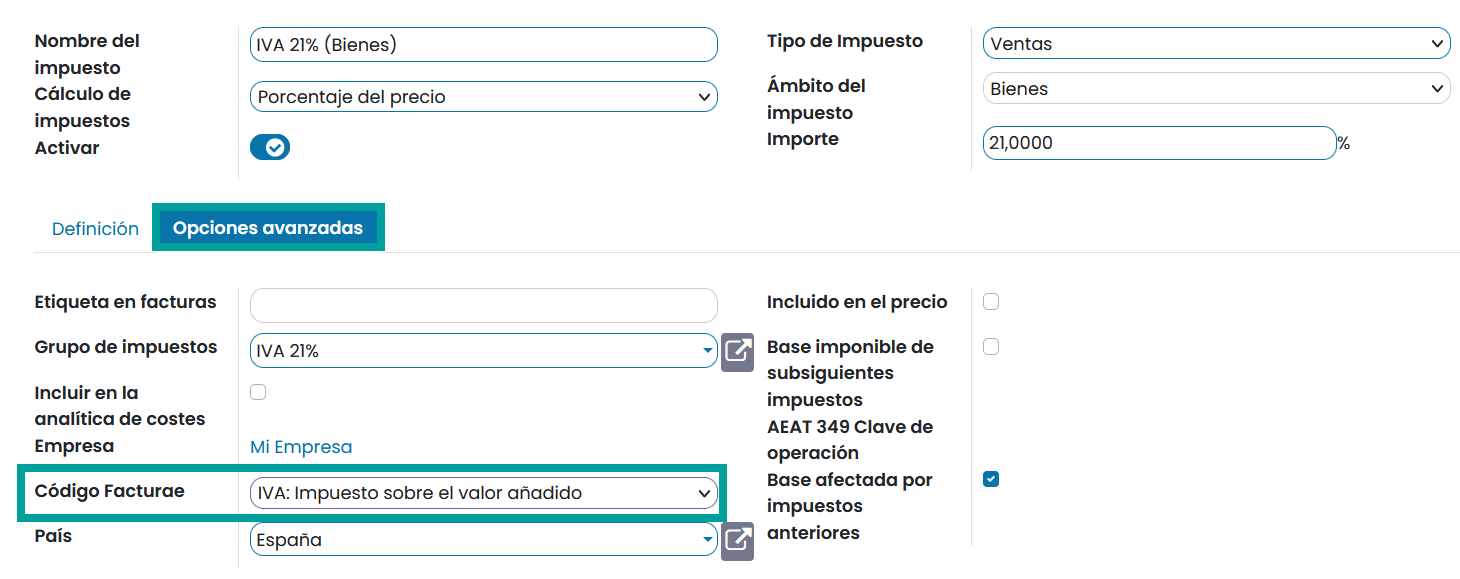 Nombre del
impuesto
IVA 21% (Bienes)
Cálculo de
impuestos
Porcentaje del precio
Activar
Tipo de Impuesto
Ventas
Ámbito del
impuesto
Bienes
Importe
21,0000
%
Definición
Opciones avanzadas
Etiqueta en facturas
Grupo de impuestos
IVA 21%
Incluir en la
analítica de costes
Empresa
Mi Empresa
Código Facturae
IVA: Impuesto sobre el valor añadido
País
España
Incluido en el precio
Base imponible de
subsiguientes
impuestos
AEAT 349 Clave de
operación
Base afectada por
impuestos
anteriores